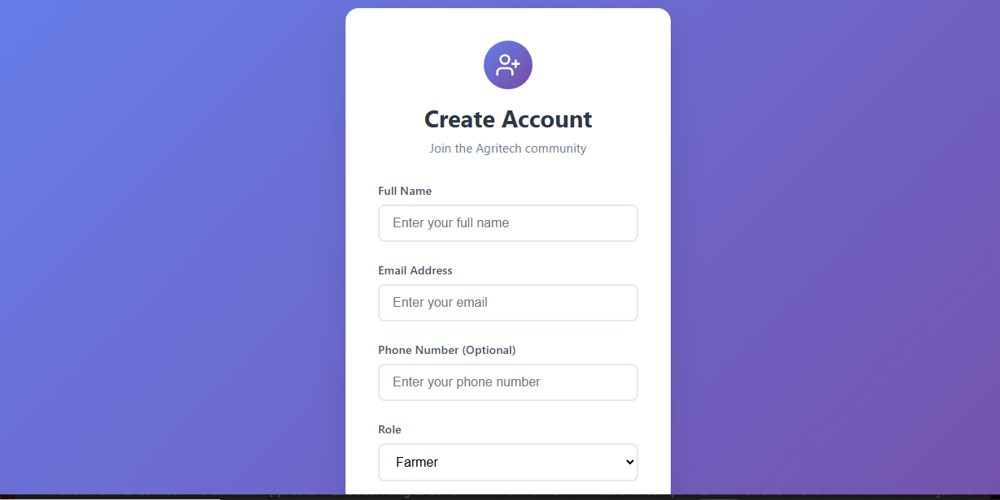 Create Account
Join the Agritech community
Full Name
Enter your full name
Email Address
Enter your email
Phone Number (Optional)
Enter your phone number
Role
Farmer